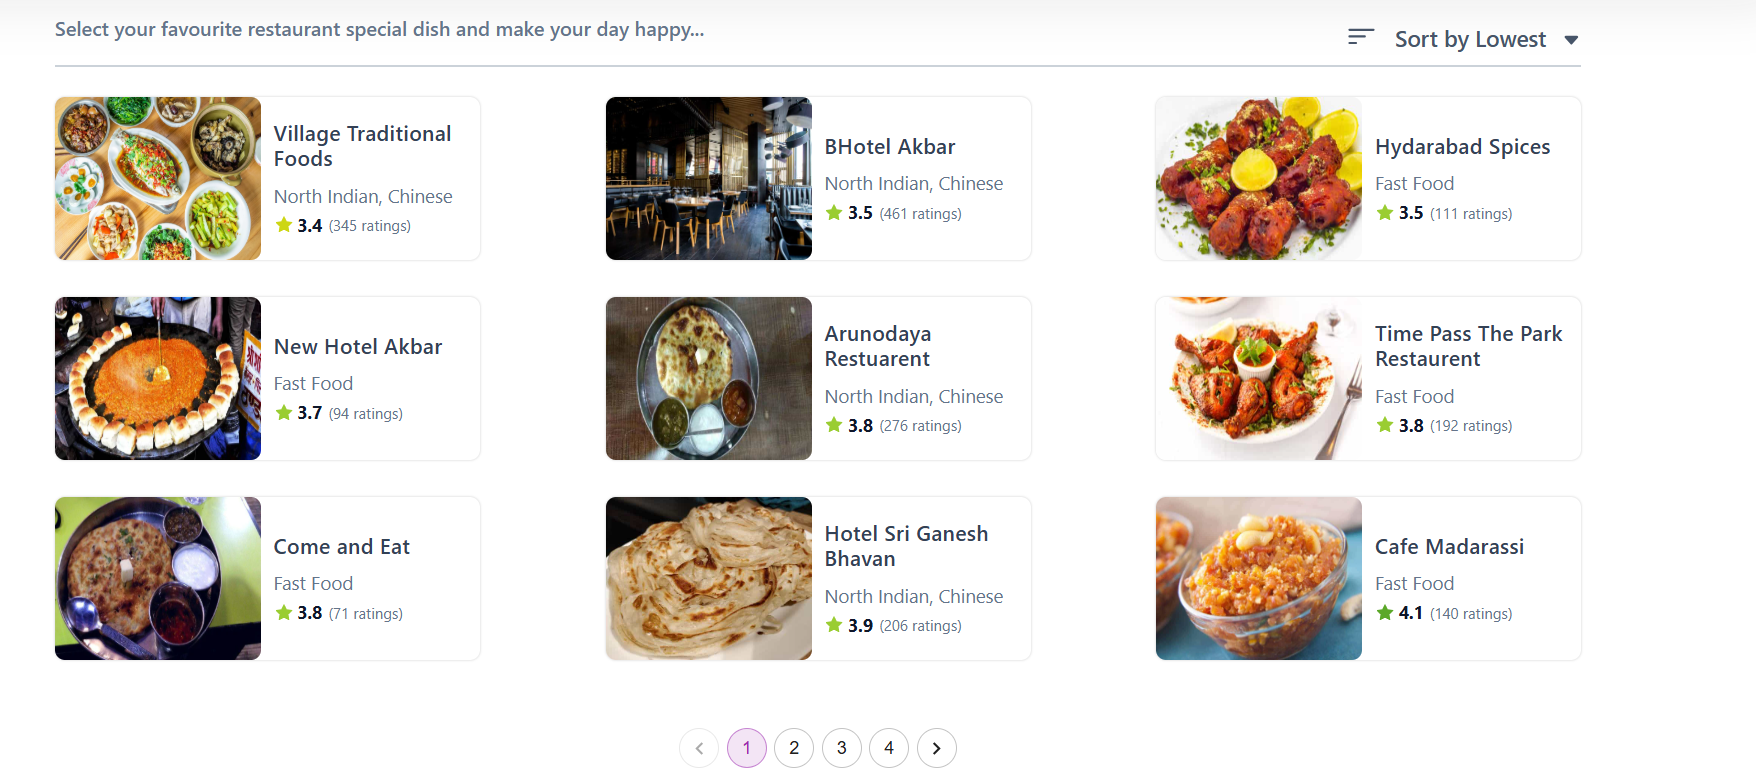 Select your favourite restaurant special dish and make your day happy...
Sort by Lowest
Village Traditional
Foods
North Indian, Chinese
3.4 (345 ratings)
BHotel Akbar
North Indian, Chinese
3.5 (461 ratings)
Hydarabad Spices
Fast Food
3.5 (111 ratings)
New Hotel Akbar
Fast Food
3.7 (94 ratings)
Arunodaya
Restuarent
North Indian, Chinese
3.8 (276 ratings)
Time Pass The Park
Restaurent
Fast Food
3.8 (192 ratings)
Come and Eat
Fast Food
3.8 (71 ratings)
Hotel Sri Ganesh
Bhavan
North Indian, Chinese
3.9 (206 ratings)
Cafe Madarassi
Fast Food
4.1 (140 ratings)
1 2 3 4